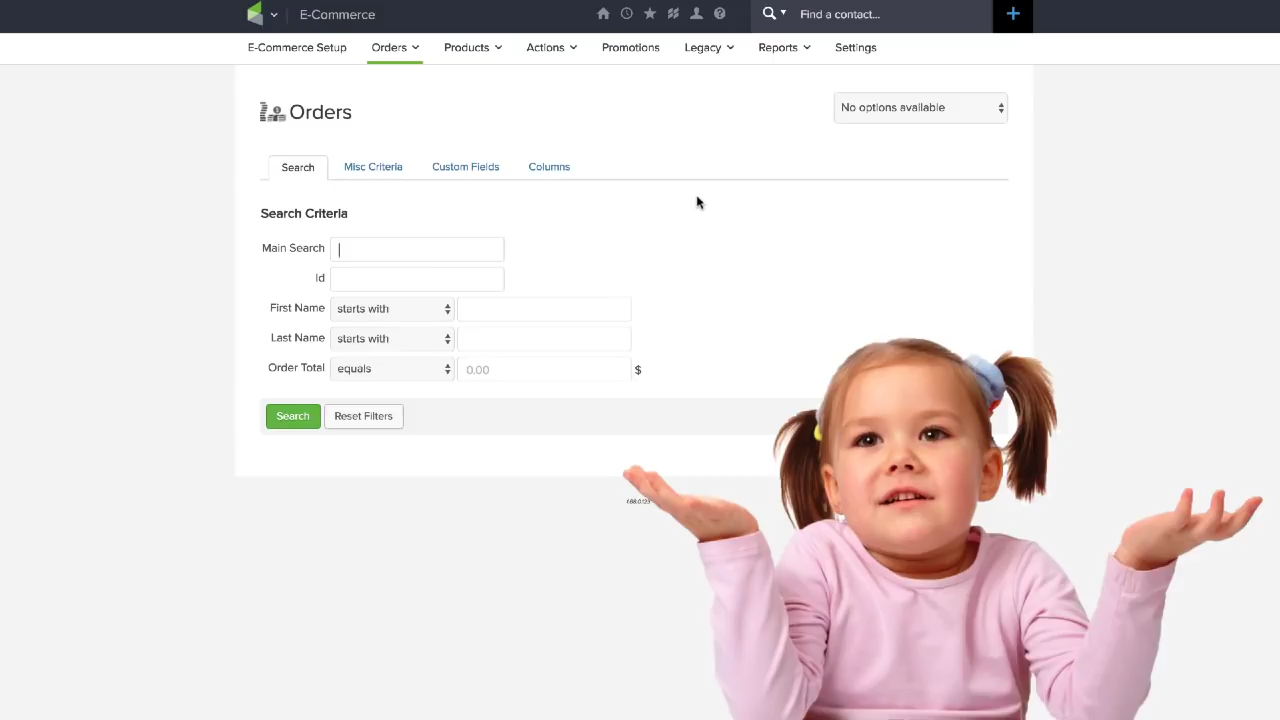 E-Commerce
Find a contact...
E-Commerce Setup Orders Products Actions Promotions Legacy Reports Settings
Orders
No options available
Search Misc Criteria Custom Fields Columns
Search Criteria
Main Search
Id
First Name starts with
Last Name starts with
Order Total equals 0.00 $
Search Reset Filters